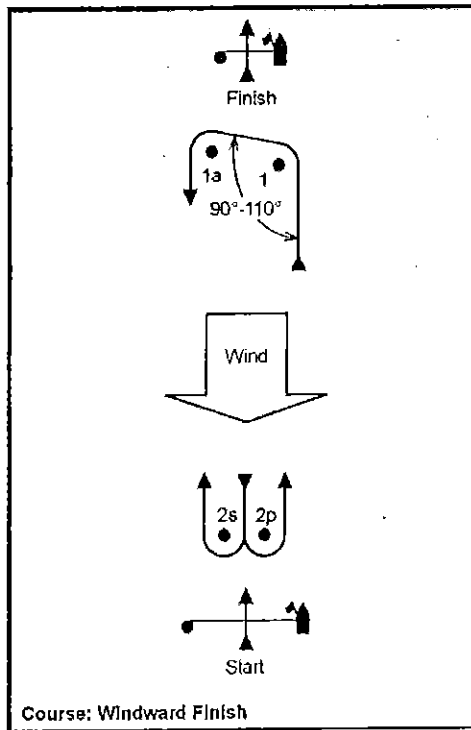 Finish
1a 1
90°-110°
Wind
2s 2p
Start
Course: Windward Finish